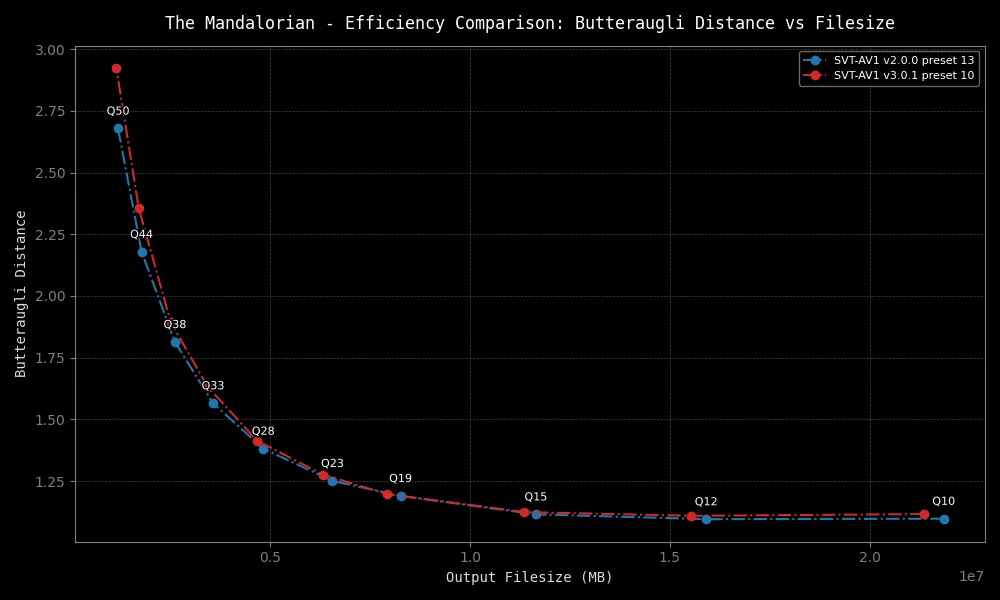 The Mandalorian - Efficiency Comparison: Butteraugli Distance vs Filesize
SVT-AV1 v2.0.0 preset 13
SVT-AV1 v3.0.1 preset 10
3.00
2.75
2.50
2.25
2.00
1.75
1.50
1.25
Butteraugli Distance
Q50
Q44
Q38
Q33
Q28
Q23
Q19
Q15
Q12
Q10
0.5
1.0
1.5
2.0
1e7
Output Filesize (MB)